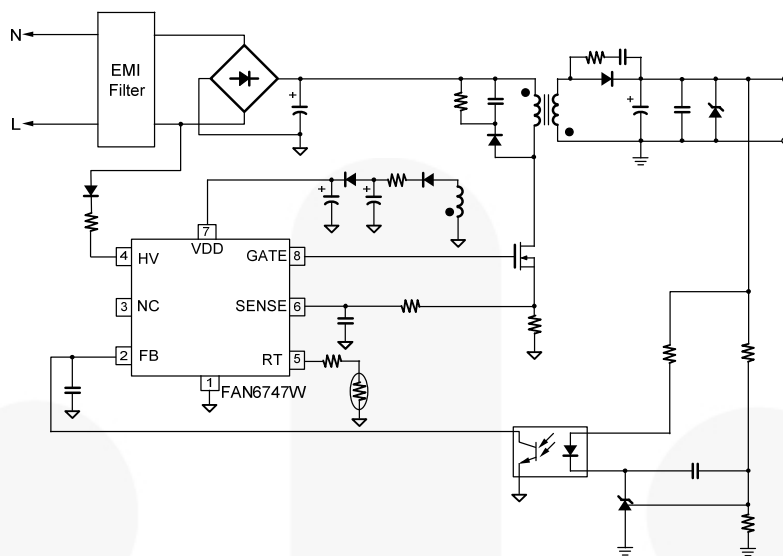 N
EMI
Filter
L
+
+
+
+
7
VDD
4 HV
GATE 8
3 NC
SENSE 6
2 FB
RT 5
1
FAN6747W